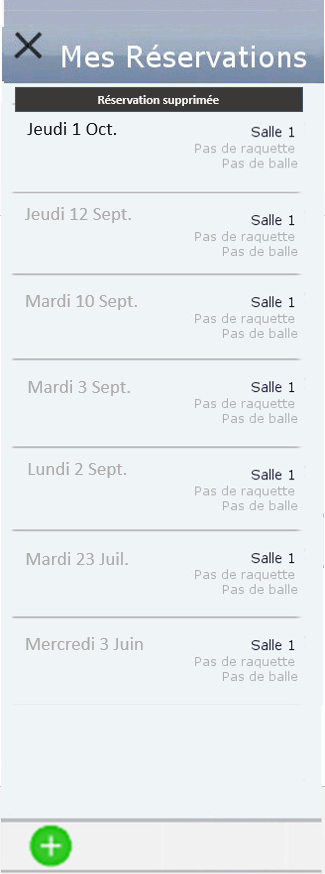 Mes Réservations
Réservation supprimée
Jeudi 1 Oct.
Salle 1
Pas de raquette
Pas de balle
Jeudi 12 Sept.
Salle 1
Pas de raquette
Pas de balle
Mardi 10 Sept.
Salle 1
Pas de raquette
Pas de balle
Mardi 3 Sept.
Salle 1
Pas de raquette
Pas de balle
Lundi 2 Sept.
Salle 1
Pas de raquette
Pas de balle
Mardi 23 Juil.
Salle 1
Pas de raquette
Pas de balle
Mercredi 3 Juin
Salle 1
Pas de raquette
Pas de balle